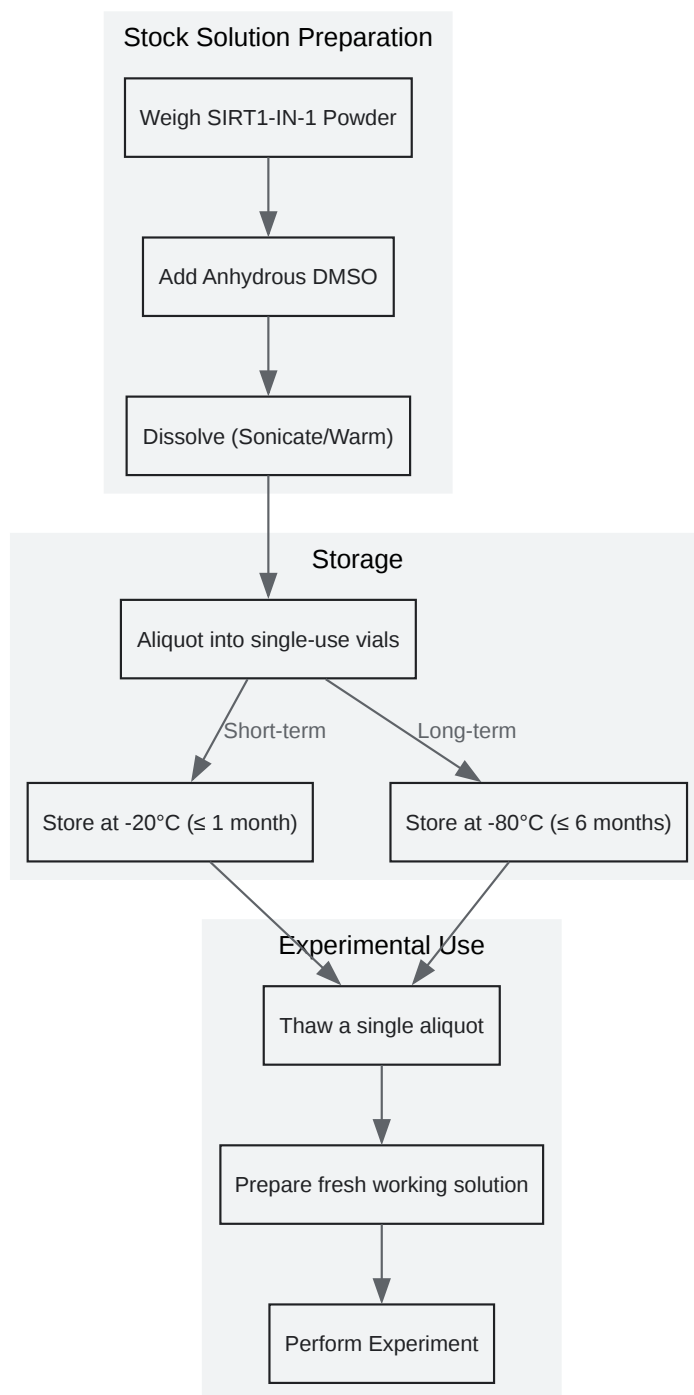 Stock Solution Preparation
Weigh SIRT1-IN-1 Powder
Add Anhydrous DMSO
Dissolve (Sonicate/Warm)
Storage
Aliquot into single-use vials
Short-term
Long-term
Store at -20°C (≤ 1 month)
Store at -80°C (≤ 6 months)
Experimental Use
Thaw a single aliquot
Prepare fresh working solution
Perform Experiment